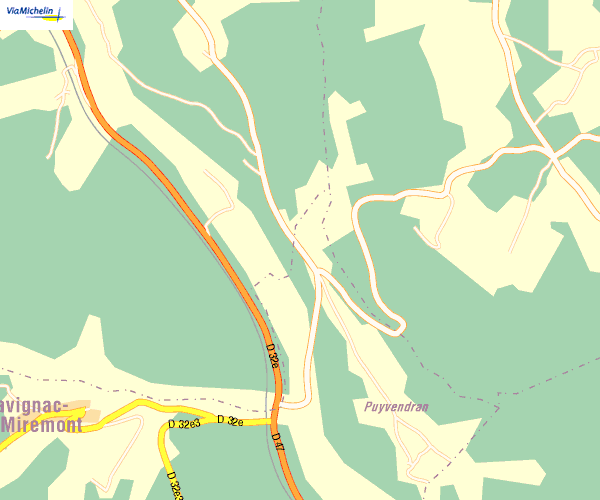 ViaMichelin
D 32e
avignac-
Miremont
D 32e3
D 32e
D 47
Puyvendran
D 32e3